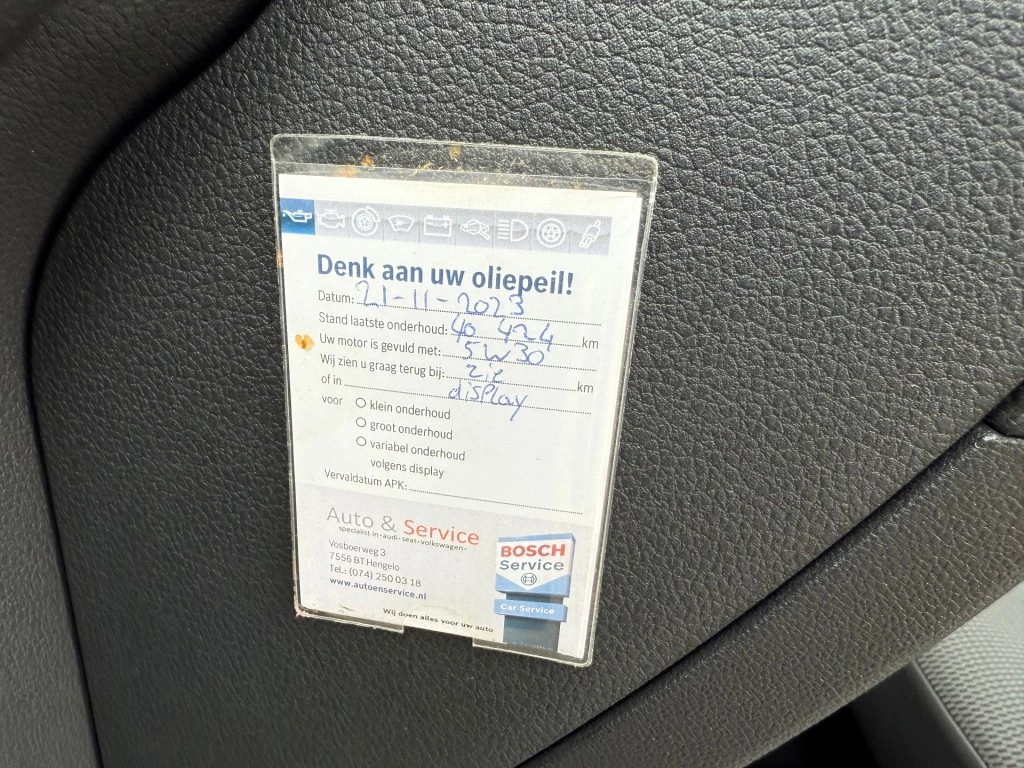 Denk aan uw oliepeil!
Datum: 21-11-2023
Stand laatste onderhoud: 40 424 km
Uw motor is gevuld met: 5W30
Wij zien u graag terug bij: zie km
of in display
voor klein onderhoud
groot onderhoud
variabel onderhoud
volgens display
Vervaldatum APK:
Auto & Service
specialist in•audi•seat•volkswagen•
Vosboerweg 3
7556 BT Hengelo
Tel.: (074) 250 03 18
www.autoenservice.nl
BOSCH
Service
Car Service
Wij doen alles voor uw auto